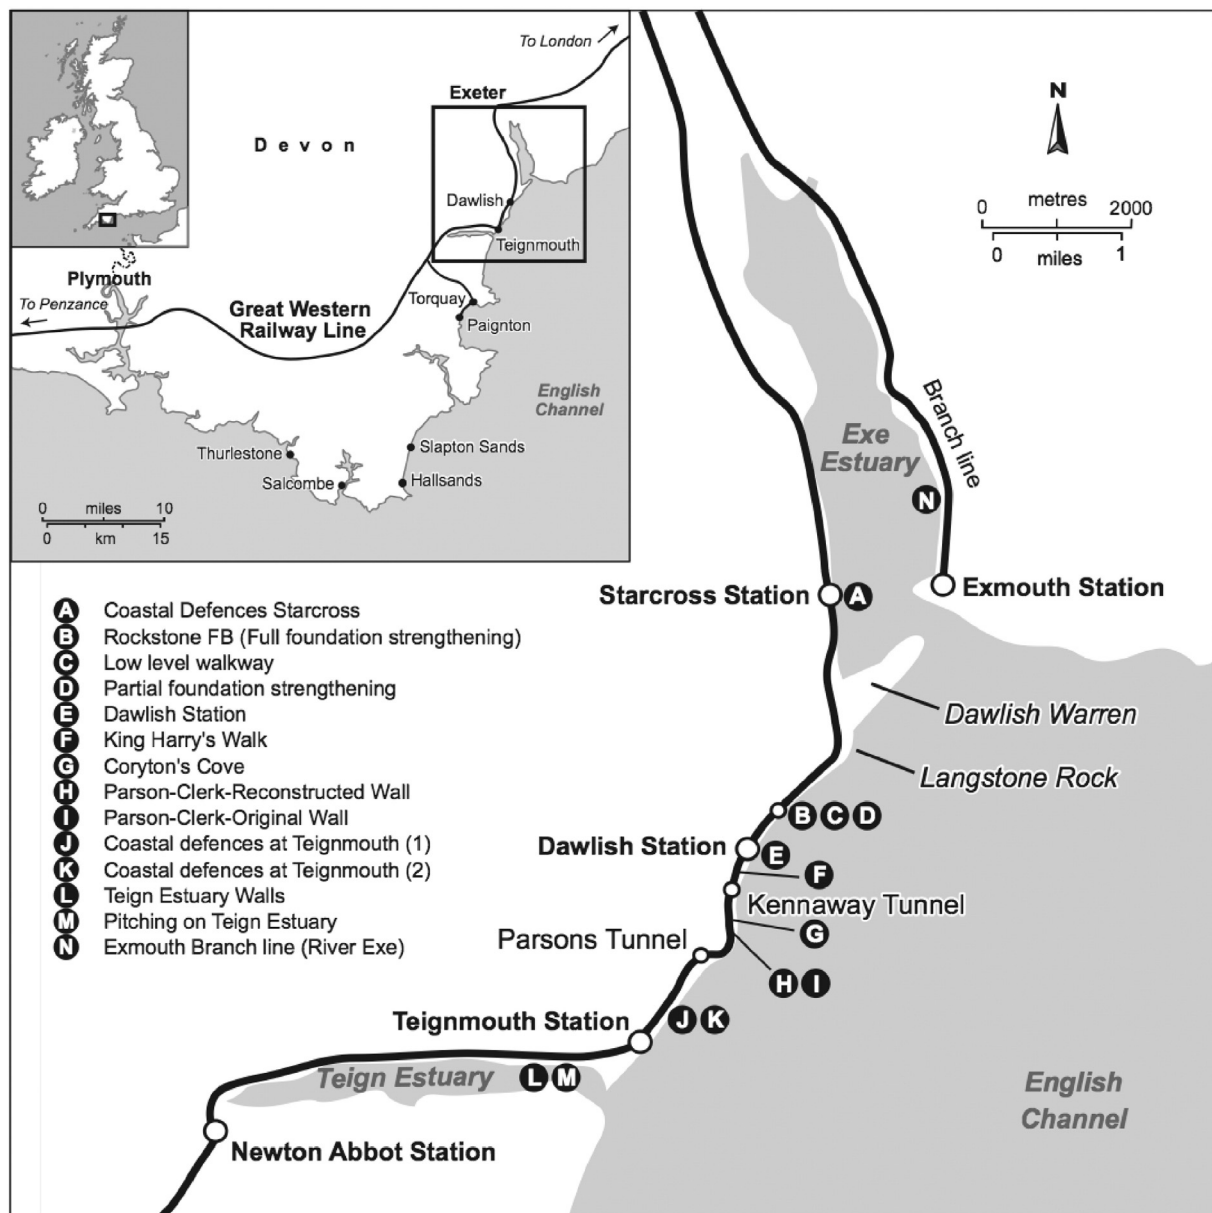 To London
Exeter
Devon
Dawlish
Teignmouth
Plymouth
To Penzance
Great Western
Railway Line
Torquay
Paignton
English
Channel
Thurlestone
Slapton Sands
Salcombe
Hallsands
0 miles 10
0 km 15
N
metres
0 2000
0 miles 1
Branch line
Exe
Estuary
N
Starcross Station
A
Exmouth Station
Dawlish Warren
Langstone Rock
B C D
Dawlish Station
E
F
Kennaway Tunnel
G
Parsons Tunnel
H I
Teignmouth Station
J K
Teign Estuary
L M
English
Channel
Newton Abbot Station
A Coastal Defences Starcross
B Rockstone FB (Full foundation strengthening)
C Low level walkway
D Partial foundation strengthening
E Dawlish Station
F King Harry's Walk
G Coryton's Cove
H Parson-Clerk-Reconstructed Wall
I Parson-Clerk-Original Wall
J Coastal defences at Teignmouth (1)
K Coastal defences at Teignmouth (2)
L Teign Estuary Walls
M Pitching on Teign Estuary
N Exmouth Branch line (River Exe)